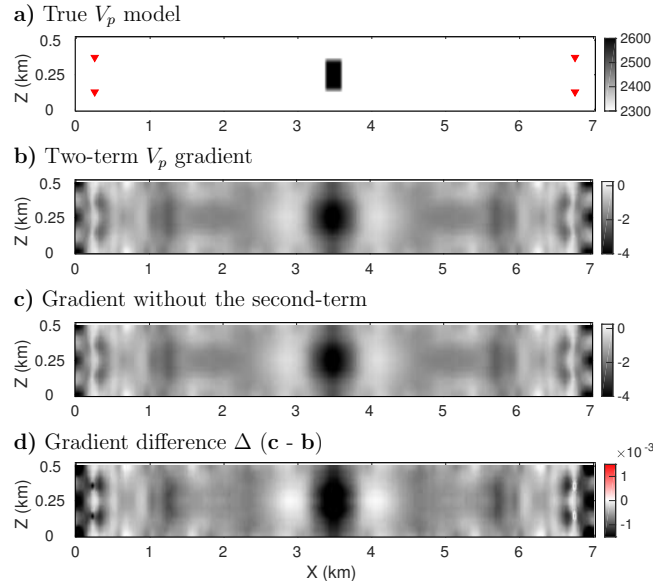 a) True Vp model
0.5
0.25
0
Z (km)
0 1 2 3 4 5 6 7
2600
2500
2400
2300
b) Two-term Vp gradient
0.5
0.25
0
Z (km)
0 1 2 3 4 5 6 7
0
-2
-4
c) Gradient without the second-term
0.5
0.25
0
Z (km)
0 1 2 3 4 5 6 7
0
-2
-4
d) Gradient difference Δ (c - b)
0.5
0.25
0
Z (km)
0 1 2 3 4 5 6 7
X (km)
×10 -3
1
0
-1